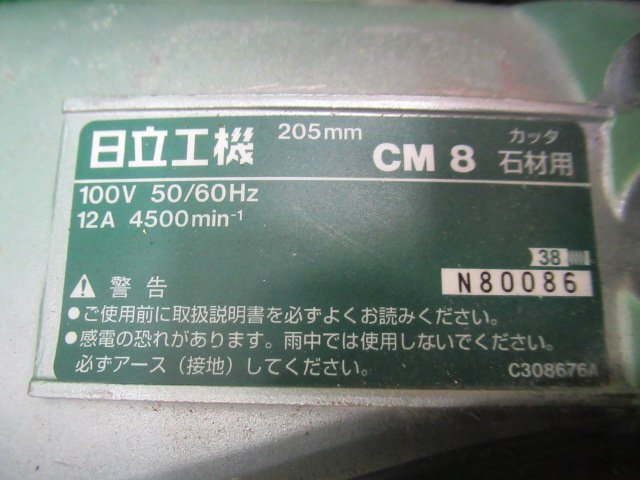 日立工機 205mm CM 8 カッタ 石材用
100V 50/60Hz
12A 4500min⁻¹
38
N80086
警告
●ご使用前に取扱説明書を必ずよくお読みください。
●感電の恐れがあります。雨中では使用しないでください。
必ずアース(接地)してください。 C308676A